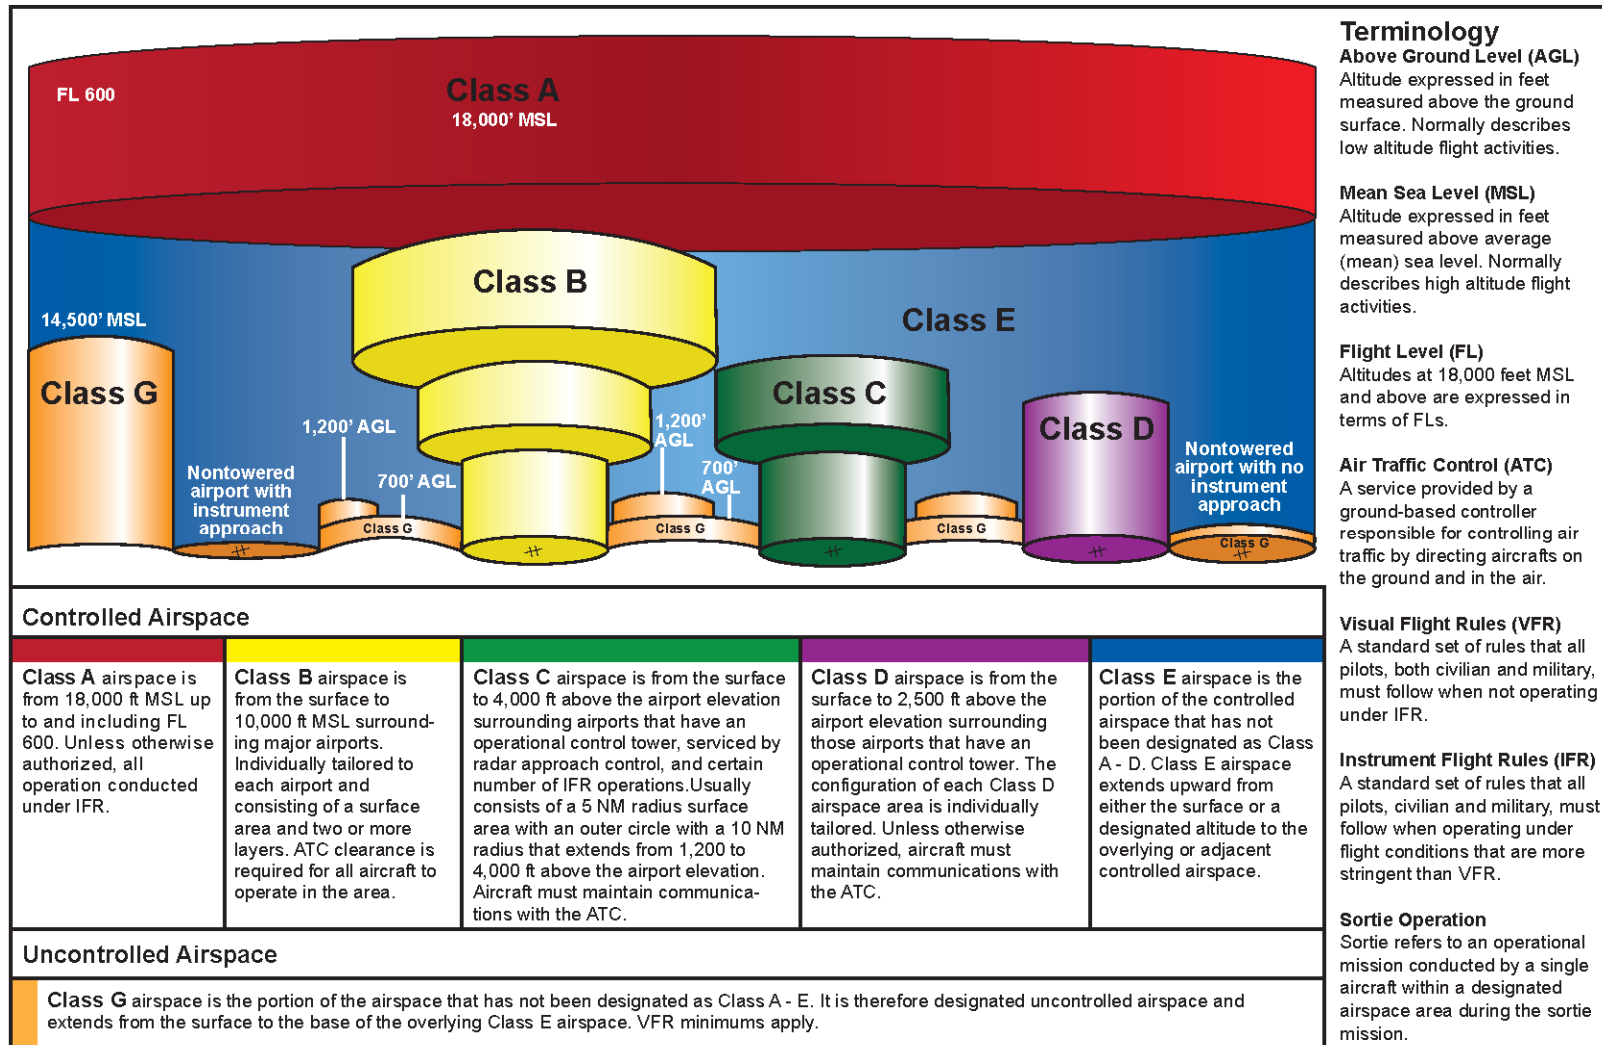 FL 600
Class A
18,000' MSL
Class B
Class E
14,500' MSL
Class G
Class C
Class D
1,200' AGL
1,200'
AGL
Nontowered
airport with
instrument
approach
700' AGL
700'
AGL
Nontowered
airport with no
instrument
approach
Class G
Class G
Class G
Class G
Controlled Airspace
Class A airspace is
from 18,000 ft MSL up
to and including FL
600. Unless otherwise
authorized, all
operation conducted
under IFR.
Class B airspace is
from the surface to
10,000 ft MSL surround-
ing major airports.
Individually tailored to
each airport and
consisting of a surface
area and two or more
layers. ATC clearance is
required for all aircraft to
operate in the area.
Class C airspace is from the surface
to 4,000 ft above the airport elevation
surrounding airports that have an
operational control tower, serviced by
radar approach control, and certain
number of IFR operations.Usually
consists of a 5 NM radius surface
area with an outer circle with a 10 NM
radius that extends from 1,200 to
4,000 ft above the airport elevation.
Aircraft must maintain communica-
tions with the ATC.
Class D airspace is from the
surface to 2,500 ft above the
airport elevation surrounding
those airports that have an
operational control tower. The
configuration of each Class D
airspace area is individually
tailored. Unless otherwise
authorized, aircraft must
maintain communications with
the ATC.
Class E airspace is the
portion of the controlled
airspace that has not
been designated as Class
A - D. Class E airspace
extends upward from
either the surface or a
designated altitude to the
overlying or adjacent
controlled airspace.
Uncontrolled Airspace
Class G airspace is the portion of the airspace that has not been designated as Class A - E. It is therefore designated uncontrolled airspace and
extends from the surface to the base of the overlying Class E airspace. VFR minimums apply.
Terminology
Above Ground Level (AGL)
Altitude expressed in feet
measured above the ground
surface. Normally describes
low altitude flight activities.
Mean Sea Level (MSL)
Altitude expressed in feet
measured above average
(mean) sea level. Normally
describes high altitude flight
activities.
Flight Level (FL)
Altitudes at 18,000 feet MSL
and above are expressed in
terms of FLs.
Air Traffic Control (ATC)
A service provided by a
ground-based controller
responsible for controlling air
traffic by directing aircrafts on
the ground and in the air.
Visual Flight Rules (VFR)
A standard set of rules that all
pilots, both civilian and military,
must follow when not operating
under IFR.
Instrument Flight Rules (IFR)
A standard set of rules that all
pilots, civilian and military, must
follow when operating under
flight conditions that are more
stringent than VFR.
Sortie Operation
Sortie refers to an operational
mission conducted by a single
aircraft within a designated
airspace area during the sortie
mission.